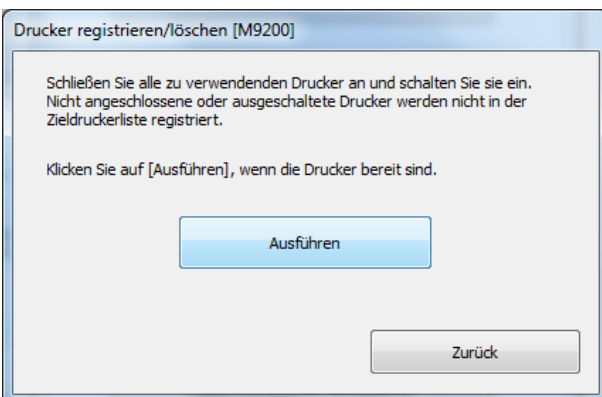 Drucker registrieren/löschen [M9200]
Schließen Sie alle zu verwendenden Drucker an und schalten Sie sie ein.
Nicht angeschlossene oder ausgeschaltete Drucker werden nicht in der
Zieldruckerliste registriert.
Klicken Sie auf [Ausführen], wenn die Drucker bereit sind.
Ausführen
Zurück